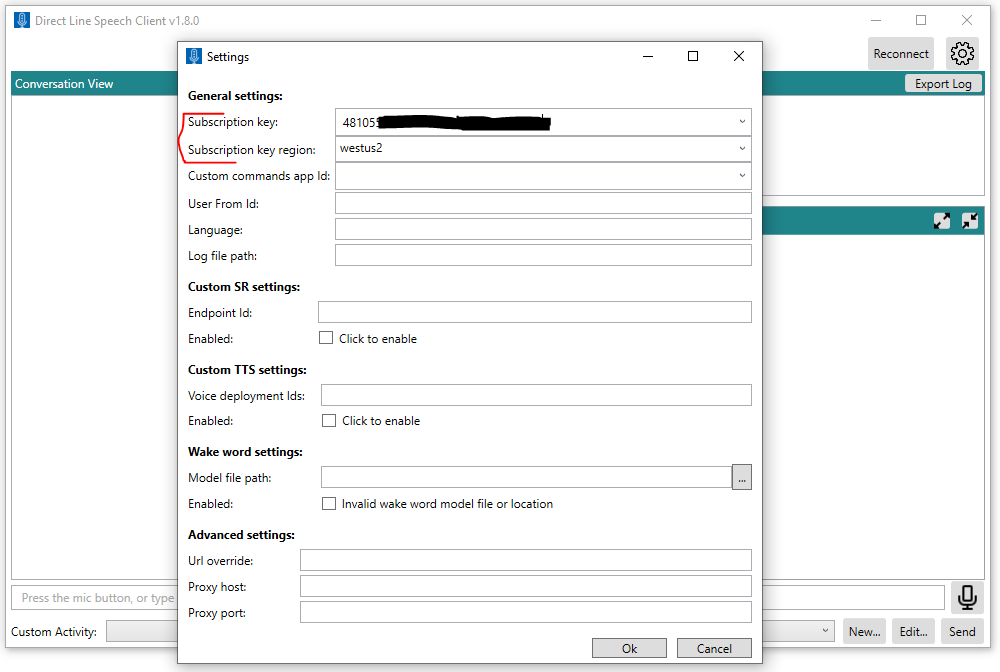 Direct Line Speech Client v1.8.0
Reconnect
Conversation View
Export Log
Settings
General settings:
Subscription key: 48105
Subscription key region: westus2
Custom commands app Id:
User From Id:
Language:
Log file path:
Custom SR settings:
Endpoint Id:
Enabled: Click to enable
Custom TTS settings:
Voice deployment Ids:
Enabled: Click to enable
Wake word settings:
Model file path: ...
Enabled: Invalid wake word model file or location
Advanced settings:
Url override:
Proxy host:
Proxy port:
Ok Cancel
Press the mic button, or type
Custom Activity: New... Edit... Send